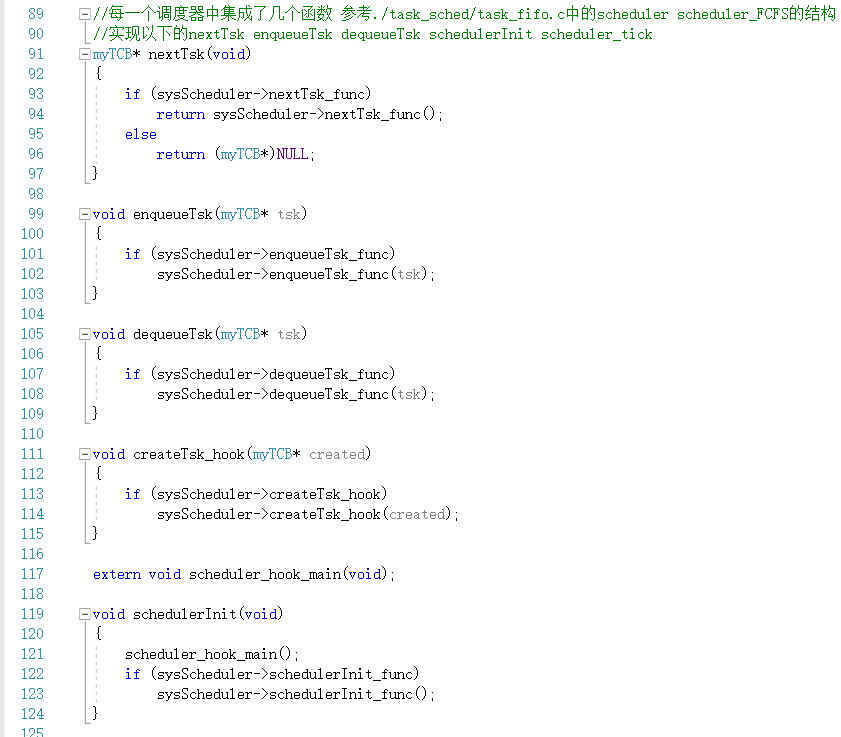 89 //每一个调度器中集成了几个函数 参考./task_sched/task_fifo.c中的scheduler scheduler_FCFS的结构
90 //实现以下的nextTsk enqueueTsk dequeueTsk schedulerInit scheduler_tick
91 myTCB* nextTsk(void)
92 {
93     if (sysScheduler->nextTsk_func)
94         return sysScheduler->nextTsk_func();
95     else
96         return (myTCB*)NULL;
97 }
98
99 void enqueueTsk(myTCB* tsk)
100 {
101     if (sysScheduler->enqueueTsk_func)
102         sysScheduler->enqueueTsk_func(tsk);
103 }
104
105 void dequeueTsk(myTCB* tsk)
106 {
107     if (sysScheduler->dequeueTsk_func)
108         sysScheduler->dequeueTsk_func(tsk);
109 }
110
111 void createTsk_hook(myTCB* created)
112 {
113     if (sysScheduler->createTsk_hook)
114         sysScheduler->createTsk_hook(created);
115 }
116
117 extern void scheduler_hook_main(void);
118
119 void schedulerInit(void)
120 {
121     scheduler_hook_main();
122     if (sysScheduler->schedulerInit_func)
123         sysScheduler->schedulerInit_func();
124 }
125